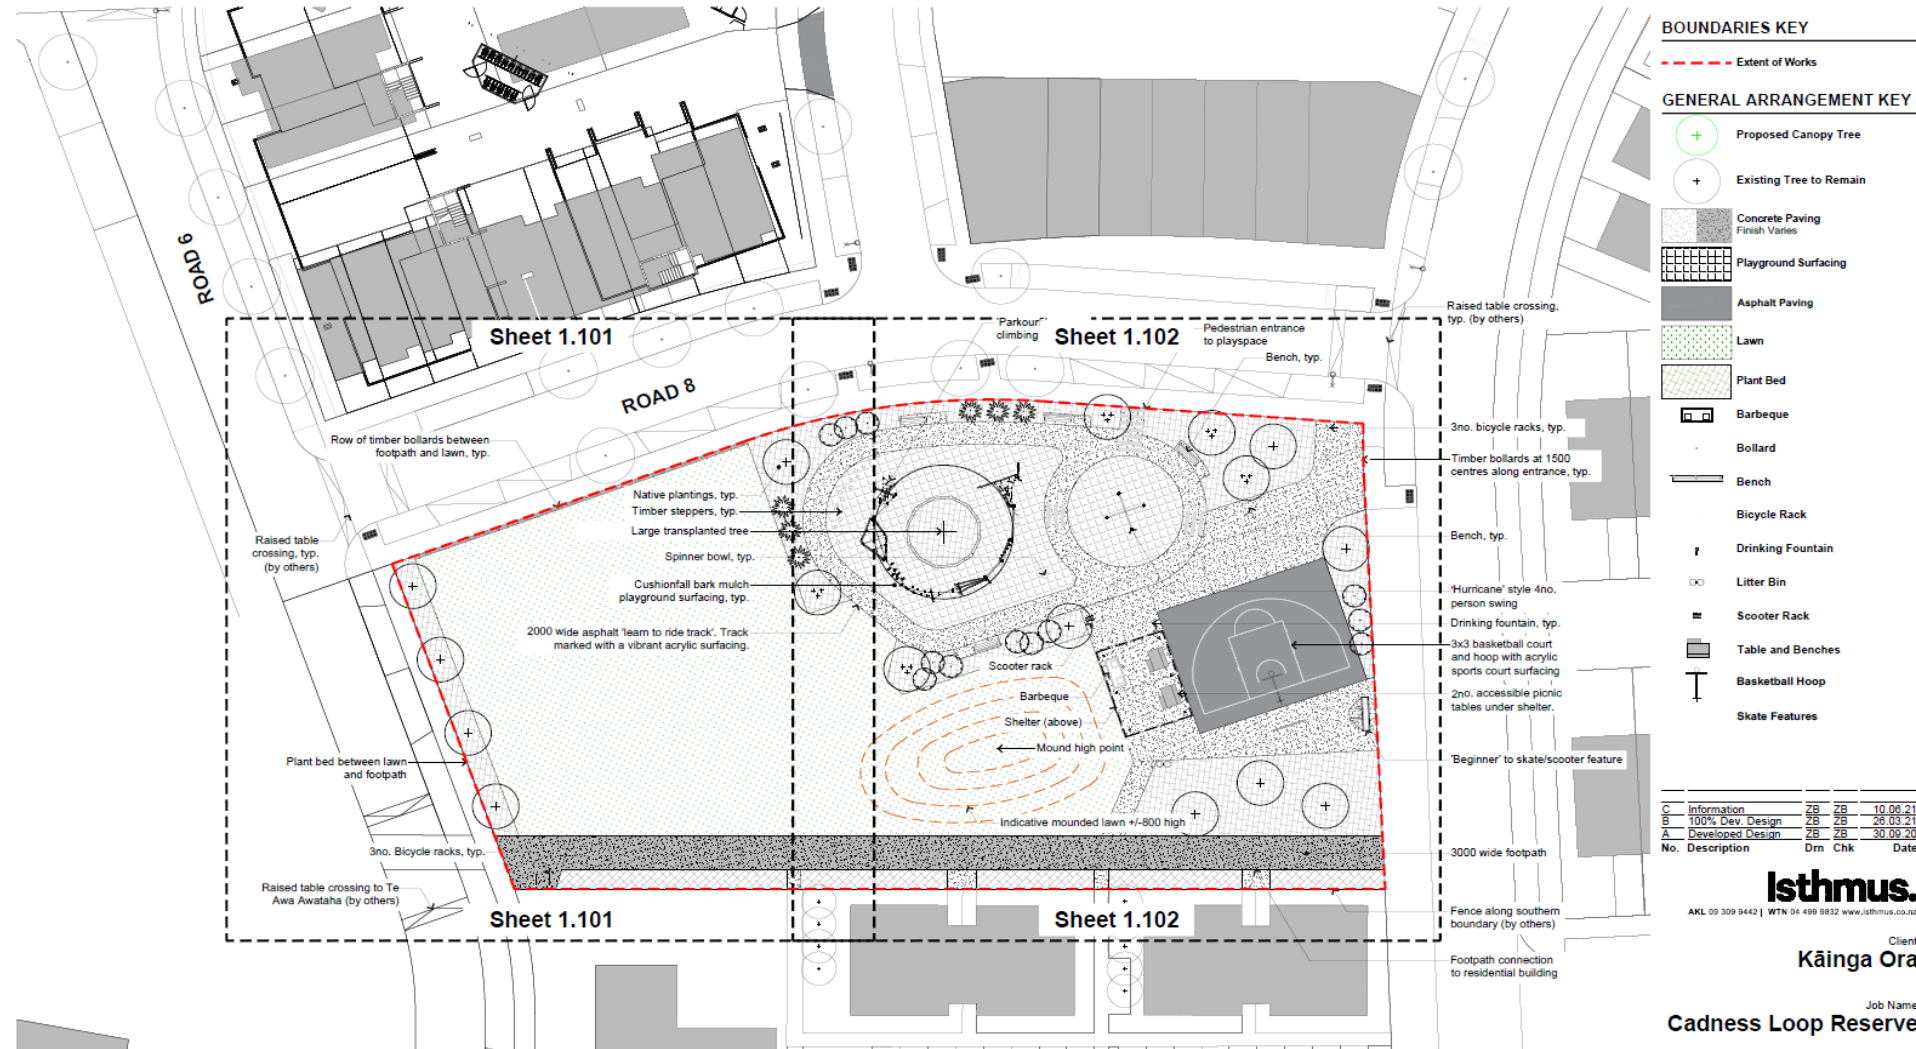 ROAD 6
Sheet 1.101
Sheet 1.102
ROAD 8
Parkour
climbing
Pedestrian entrance
to playspace
Bench, typ.
Raised table crossing,
typ. (by others)
Row of timber bollards between
footpath and lawn, typ.
3no. bicycle racks, typ.
Timber bollards at 1500
centres along entrance, typ.
Native plantings, typ.
Timber steppers, typ.
Large transplanted tree
Spinner bowl, typ.
Cushionfall bark mulch
playground surfacing, typ.
Raised table
crossing, typ.
(by others)
Bench, typ.
'Hurricane' style 4no.
person swing
Drinking fountain, typ.
3x3 basketball court
and hoop with acrylic
sports court surfacing
2no. accessible picnic
tables under shelter.
2000 wide asphalt 'learn to ride track'. Track
marked with a vibrant acrylic surfacing.
Scooter rack
Barbeque
Shelter (above)
Mound high point
Plant bed between lawn
and footpath
'Beginner' to skate/scooter feature
Indicative mounded lawn +/-800 high
3no. Bicycle racks, typ.
3000 wide footpath
Raised table crossing to Te
Awa Awataha (by others)
Sheet 1.101
Sheet 1.102
Fence along southern
boundary (by others)
Footpath connection
to residential building
BOUNDARIES KEY
Extent of Works
GENERAL ARRANGEMENT KEY
Proposed Canopy Tree
Existing Tree to Remain
Concrete Paving
Finish Varies
Playground Surfacing
Asphalt Paving
Lawn
Plant Bed
Barbeque
Bollard
Bench
Bicycle Rack
Drinking Fountain
Litter Bin
Scooter Rack
Table and Benches
Basketball Hoop
Skate Features
C Information ZB ZB 10.06.21
B 100% Dev. Design ZB ZB 26.03.21
A Developed Design ZB ZB 30.09.20
No. Description Drn Chk Date
Isthmus.
AKL 09 309 9442 | WTN 04 499 9832 www.isthmus.co.nz
Client
Kāinga Ora
Job Name
Cadness Loop Reserve